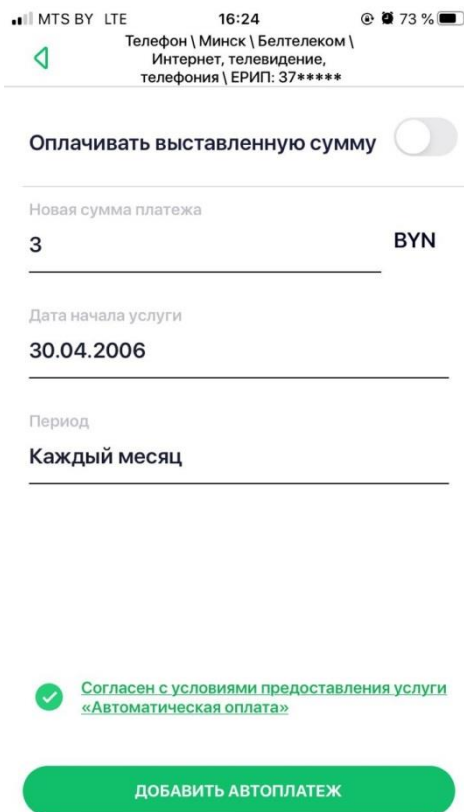 MTS BY LTE 16:24 73 %
Телефон \ Минск \ Белтелеком \
Интернет, телевидение,
телефония \ ЕРИП: 37*****
Оплачивать выставленную сумму
Новая сумма платежа
3 BYN
Дата начала услуги
30.04.2006
Период
Каждый месяц
Согласен с условиями предоставления услуги
«Автоматическая оплата»
ДОБАВИТЬ АВТОПЛАТЕЖ